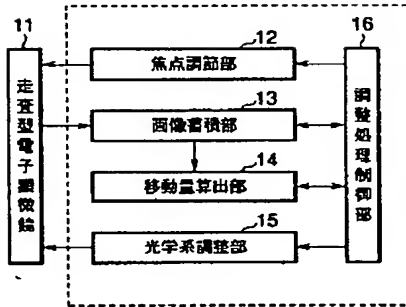 11
走査型電子顕微鏡
12
焦点調節部
13
画像蓄積部
14
移動量算出部
15
光学系調整部
16
調整処理制御部